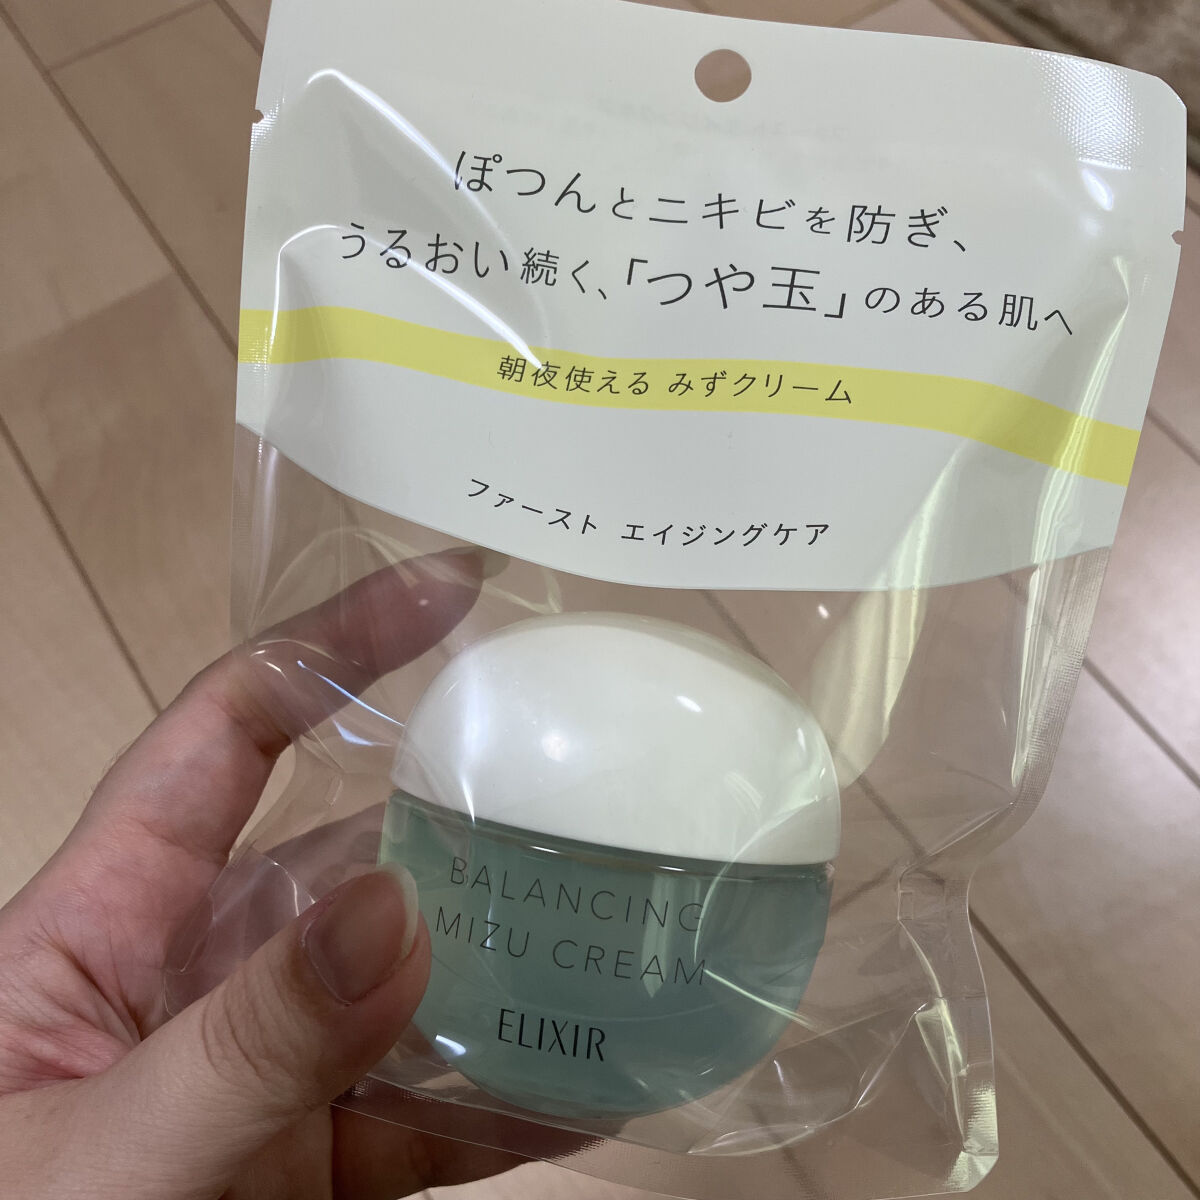 ぽつんとニキビを防ぎ、
うるおい続く、「つや玉」のある肌へ
朝夜使える みずクリーム
ファースト エイジングケア
BALANCING
MIZU CREAM
ELIXIR